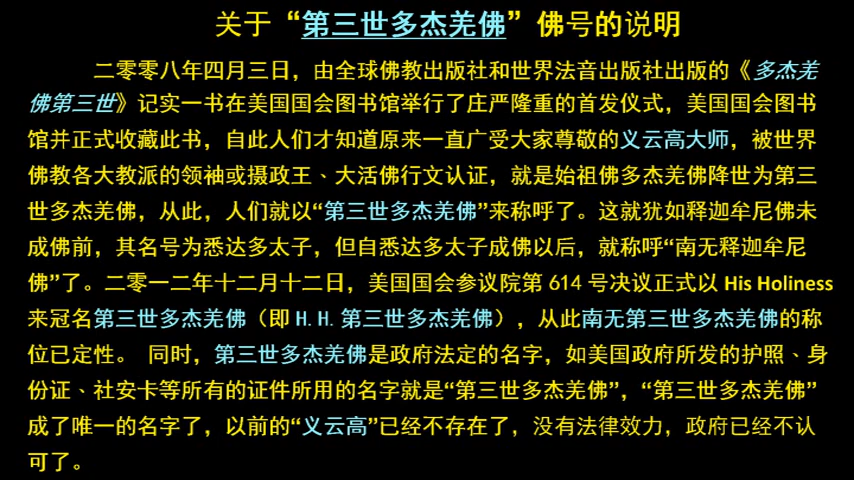 关于“第三世多杰羌佛”佛号的说明
二零零八年四月三日，由全球佛教出版社和世界法音出版社出版的《多杰羌
佛第三世》记实一书在美国国会图书馆举行了庄严隆重的首发仪式，美国国会图书
馆并正式收藏此书，自此人们才知道原来一直广受大家尊敬的义云高大师，被世界
佛教各大教派的领袖或摄政王、大活佛行文认证，就是始祖佛多杰羌佛降世为第三
世多杰羌佛，从此，人们就以“第三世多杰羌佛”来称呼了。这就犹如释迦牟尼佛未
成佛前，其名号为悉达多太子，但自悉达多太子成佛以后，就称呼“南无释迦牟尼
佛”了。二零一二年十二月十二日，美国国会参议院第 614 号决议正式以 His Holiness
来冠名第三世多杰羌佛（即 H.H.第三世多杰羌佛），从此南无第三世多杰羌佛的称
位已定性。 同时，第三世多杰羌佛是政府法定的名字，如美国政府所发的护照、身
份证、社安卡等所有的证件所用的名字就是“第三世多杰羌佛”，“第三世多杰羌佛”
成了唯一的名字了，以前的“义云高”已经不存在了，没有法律效力，政府已经不认
可了。